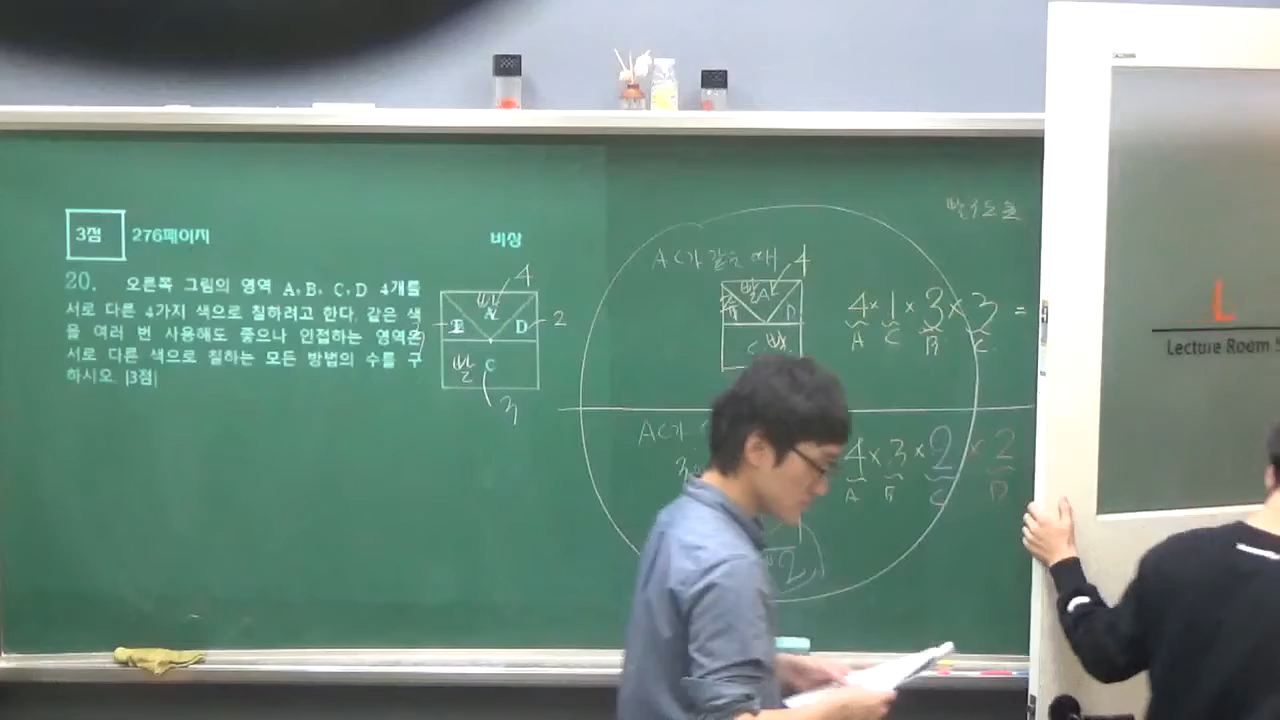 3점 276페이지 비상
20. 오른쪽 그림의 영역 A, B, C, D 4개를
서로 다른 4가지 색으로 칠하려고 한다. 같은 색
을 여러 번 사용해도 좋으나 인접하는 영역은
서로 다른 색으로 칠하는 모든 방법의 수를 구
하시오. [3점]
4
빨
A
B D 2
빨 C
3
AC가 같을 때
4
빨 A
D
C 빨
4 × 1 × 3 × 3 =
A C B C
AC가
4 × 3 × 2 × 2
A B C D
L
Lecture Room